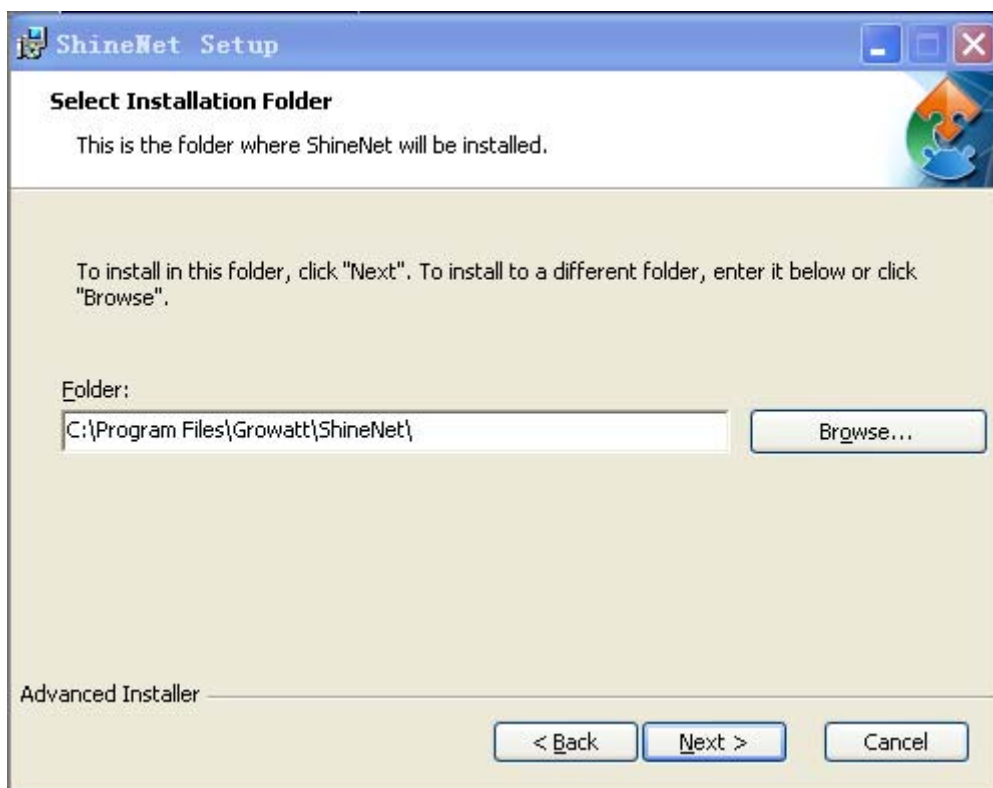 ShineNet Setup
Select Installation Folder
This is the folder where ShineNet will be installed.
To install in this folder, click "Next". To install to a different folder, enter it below or click
"Browse".
Folder:
C:\Program Files\Growatt\ShineNet\
Browse...
Advanced Installer
< Back
Next >
Cancel